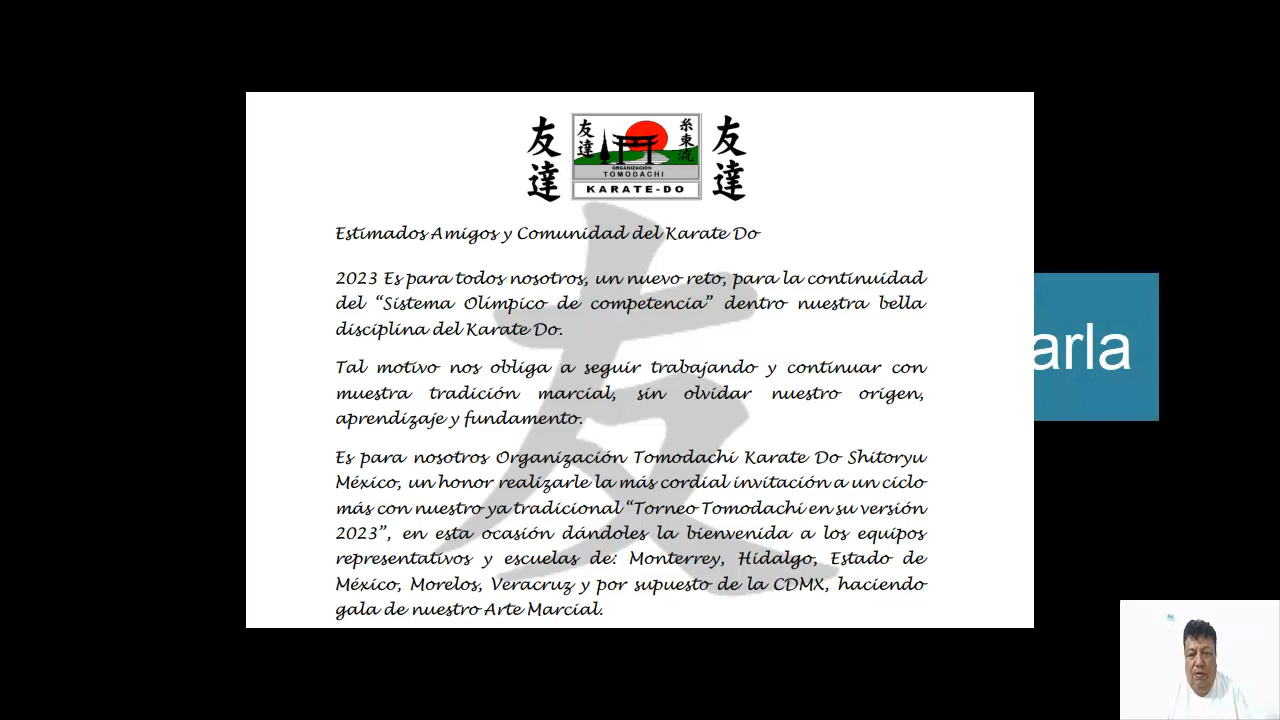 友達
友達
糸東流
友達
ORGANIZACIÓN
TOMODACHI
KARATE-DO
Estimados Amigos y Comunidad del Karate Do
2023 Es para todos nosotros, un nuevo reto, para la continuidad
del “Sistema Olímpico de competencia” dentro nuestra bella
disciplina del Karate Do.
Tal motivo nos obliga a seguir trabajando y continuar con
muestra tradición marcial, sin olvidar nuestro origen,
aprendizaje y fundamento.
Es para nosotros Organización Tomodachi Karate Do Shitoryu
México, un honor realizarle la más cordial invitación a un ciclo
más con nuestro ya tradicional “Torneo Tomodachi en su versión
2023”, en esta ocasión dándoles la bienvenida a los equipos
representativos y escuelas de: Monterrey, Hidalgo, Estado de
México, Morelos, Veracruz y por supuesto de la CDMX, haciendo
gala de nuestro Arte Marcial.
友
arla